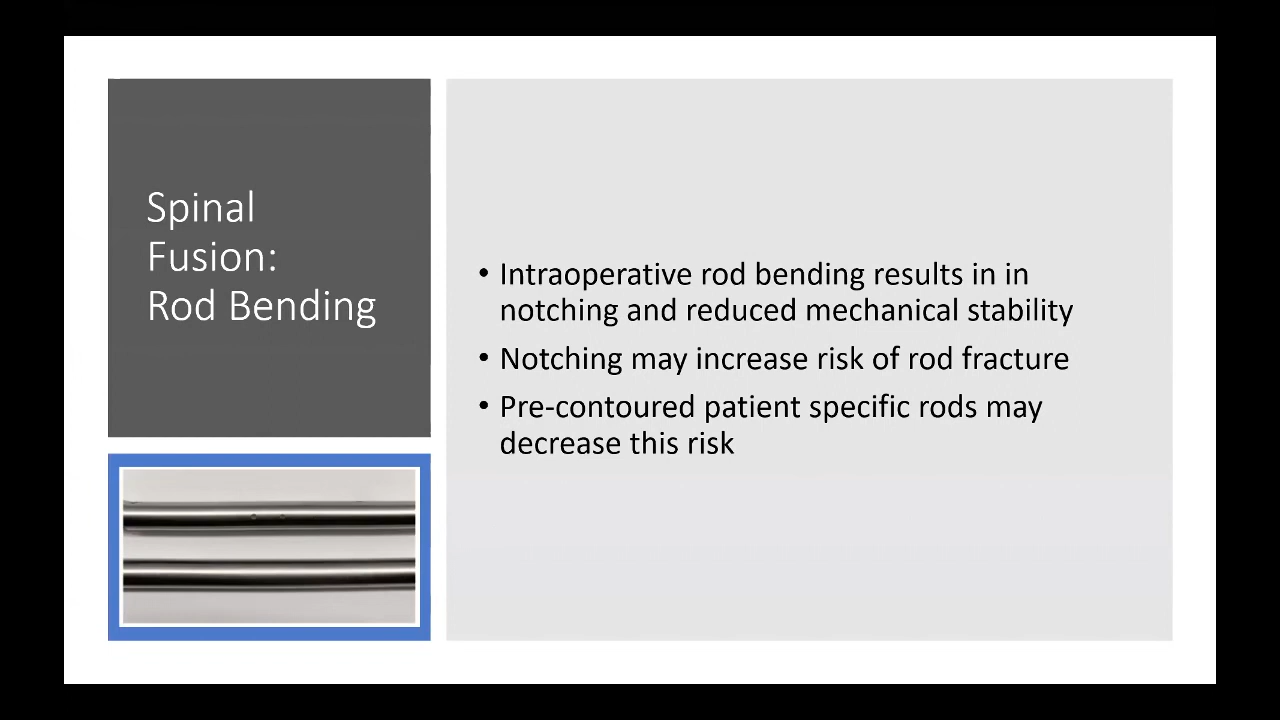 Spinal
Fusion:
Rod Bending
• Intraoperative rod bending results in in
notching and reduced mechanical stability
• Notching may increase risk of rod fracture
• Pre-contoured patient specific rods may
decrease this risk